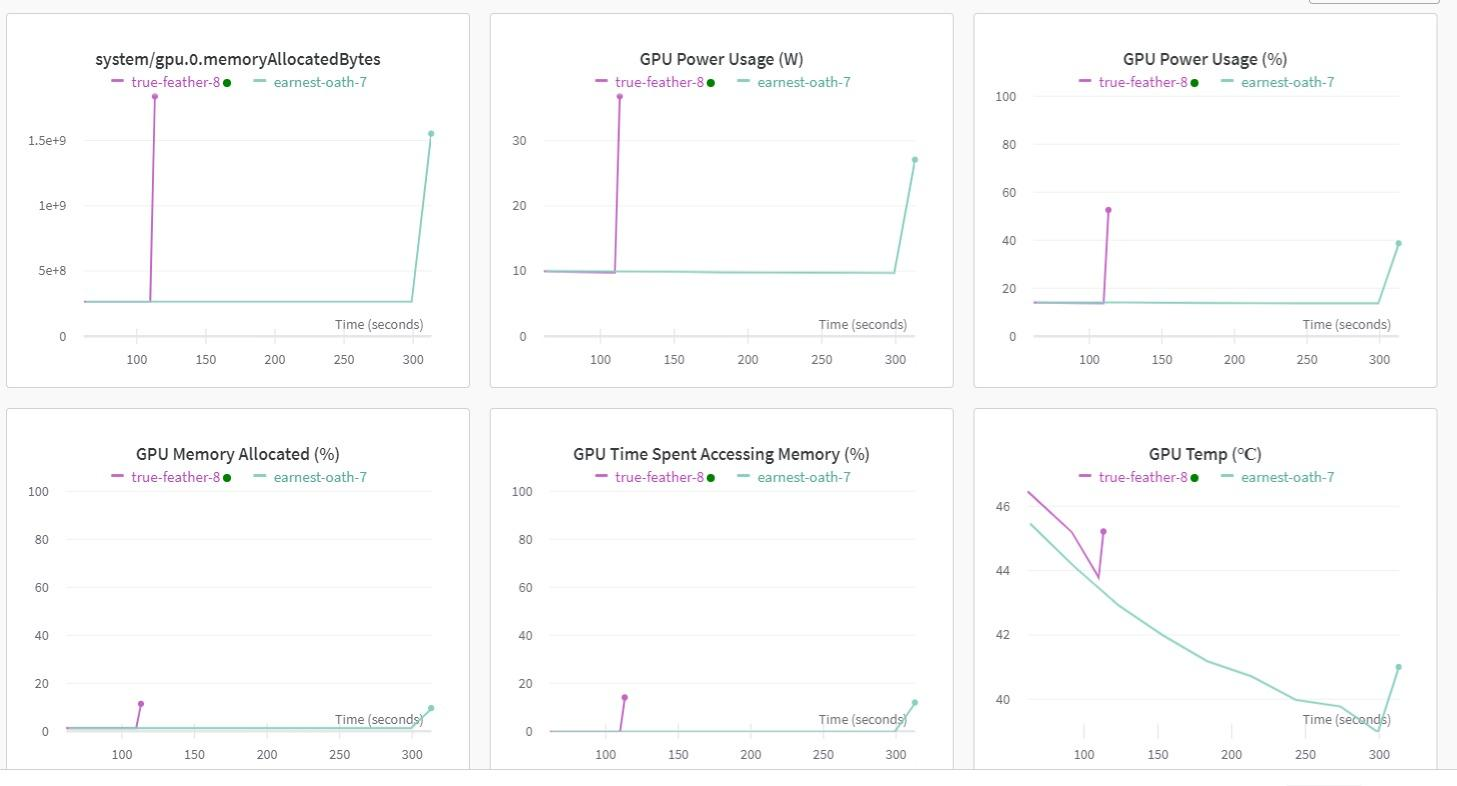 system/gpu.0.memoryAllocatedBytes
true-feather-8 earnest-oath-7
1.5e+9
1e+9
5e+8
0
Time (seconds)
100 150 200 250 300
GPU Power Usage (W)
true-feather-8 earnest-oath-7
30
20
10
0
Time (seconds)
100 150 200 250 300
GPU Power Usage (%)
true-feather-8 earnest-oath-7
100
80
60
40
20
0
Time (seconds)
100 150 200 250 300
GPU Memory Allocated (%)
true-feather-8 earnest-oath-7
100
80
60
40
20
0
Time (seconds)
100 150 200 250 300
GPU Time Spent Accessing Memory (%)
true-feather-8 earnest-oath-7
100
80
60
40
20
0
Time (seconds)
100 150 200 250 300
GPU Temp (℃)
true-feather-8 earnest-oath-7
46
44
42
40
Time (seconds)
100 150 200 250 300